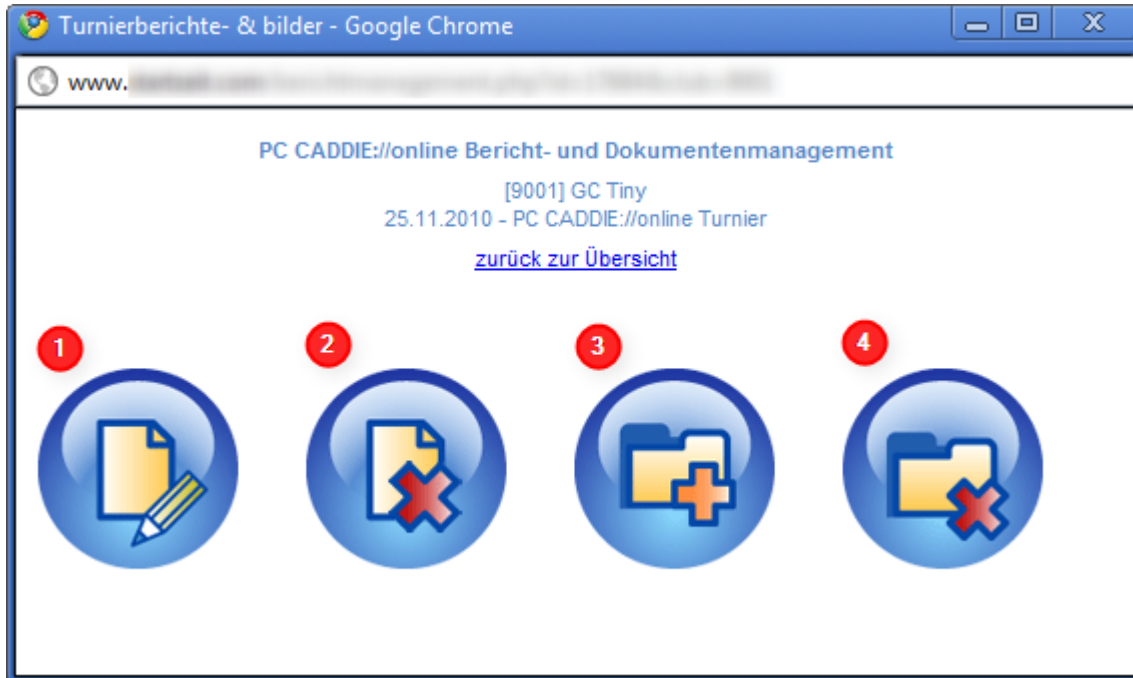 Turnierberichte- & bilder - Google Chrome
www.
PC CADDIE://online Bericht- und Dokumentenmanagement
[9001] GC Tiny
25.11.2010 - PC CADDIE://online Turnier
zurück zur Übersicht
1 2 3 4